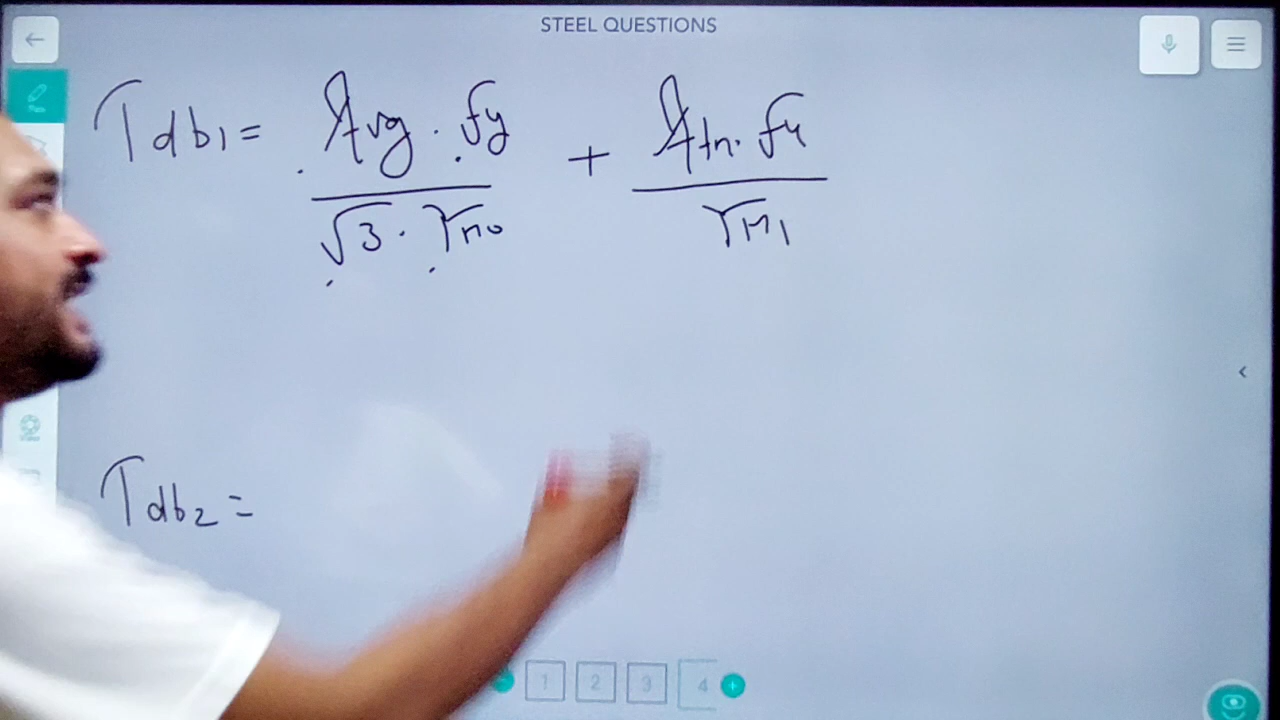 STEEL QUESTIONS
Tdb1 = Avg . fy / √3 . γm0 + Atn . fu / γM1
Tdb2 =
1 2 3 4